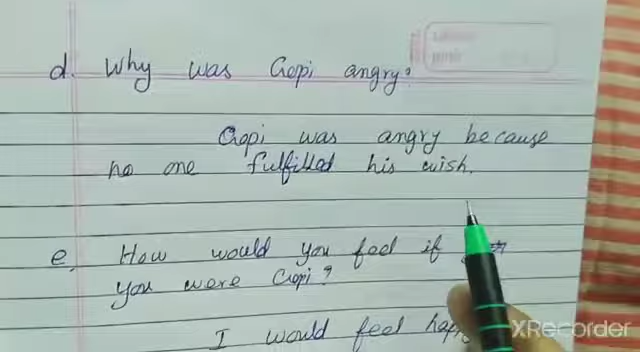 d. Why was Gopi angry?
Gopi was angry because
no one fulfilled his wish.
e. How would you feel if
you were Gopi?
I would feel happ
XRecorder